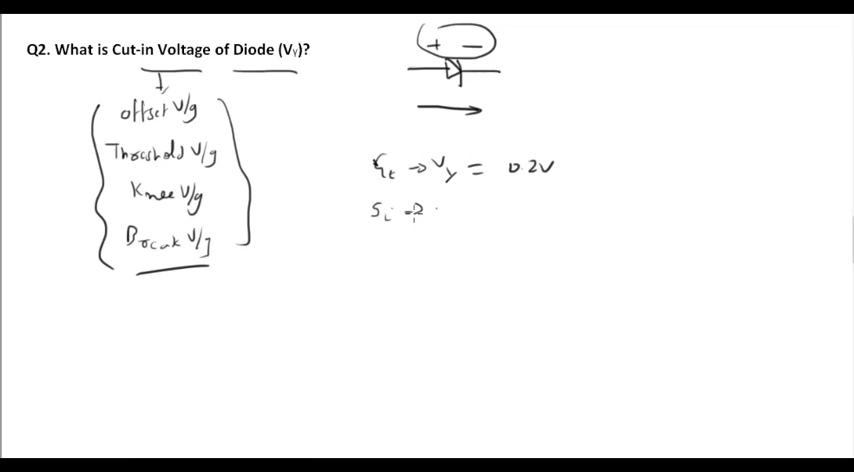 Q2. What is Cut-in Voltage of Diode (Vγ)?
+ −
offset V/g
Threshold V/g
Knee V/g
Break V/g
Ge → Vγ = 0.2V
Si →